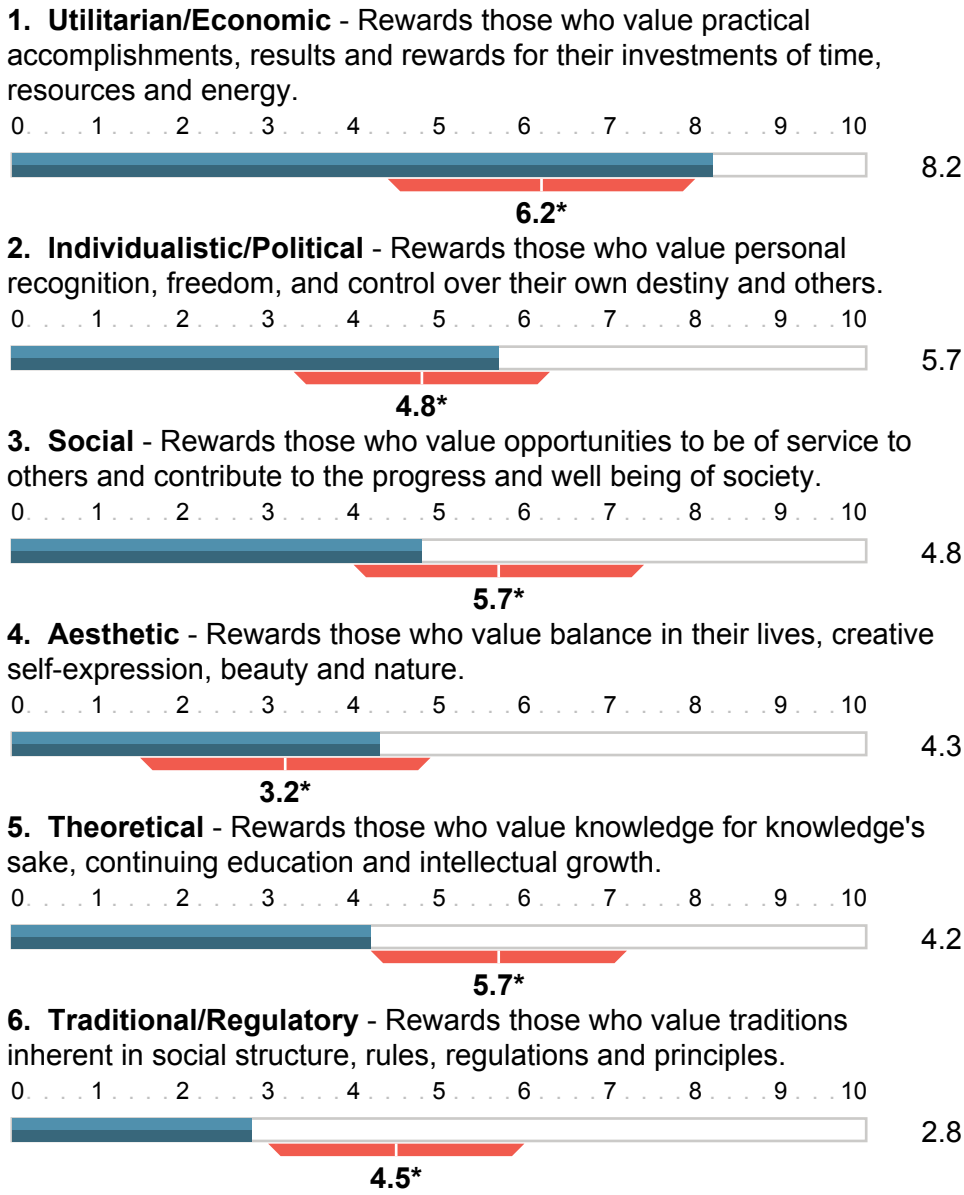 1. Utilitarian/Economic - Rewards those who value practical
accomplishments, results and rewards for their investments of time,
resources and energy.
0. . . . 1 . . . . 2 . . . . 3 . . . . 4 . . . . 5 . . . . 6 . . . . 7 . . . . 8 . . . . 9 . . . 10
8.2
6.2*
2. Individualistic/Political - Rewards those who value personal
recognition, freedom, and control over their own destiny and others.
0. . . . 1 . . . . 2 . . . . 3 . . . . 4 . . . . 5 . . . . 6 . . . . 7 . . . . 8 . . . . 9 . . . 10
5.7
4.8*
3. Social - Rewards those who value opportunities to be of service to
others and contribute to the progress and well being of society.
0. . . . 1 . . . . 2 . . . . 3 . . . . 4 . . . . 5 . . . . 6 . . . . 7 . . . . 8 . . . . 9 . . . 10
4.8
5.7*
4. Aesthetic - Rewards those who value balance in their lives, creative
self-expression, beauty and nature.
0. . . . 1 . . . . 2 . . . . 3 . . . . 4 . . . . 5 . . . . 6 . . . . 7 . . . . 8 . . . . 9 . . . 10
4.3
3.2*
5. Theoretical - Rewards those who value knowledge for knowledge's
sake, continuing education and intellectual growth.
0. . . . 1 . . . . 2 . . . . 3 . . . . 4 . . . . 5 . . . . 6 . . . . 7 . . . . 8 . . . . 9 . . . 10
4.2
5.7*
6. Traditional/Regulatory - Rewards those who value traditions
inherent in social structure, rules, regulations and principles.
0. . . . 1 . . . . 2 . . . . 3 . . . . 4 . . . . 5 . . . . 6 . . . . 7 . . . . 8 . . . . 9 . . . 10
2.8
4.5*